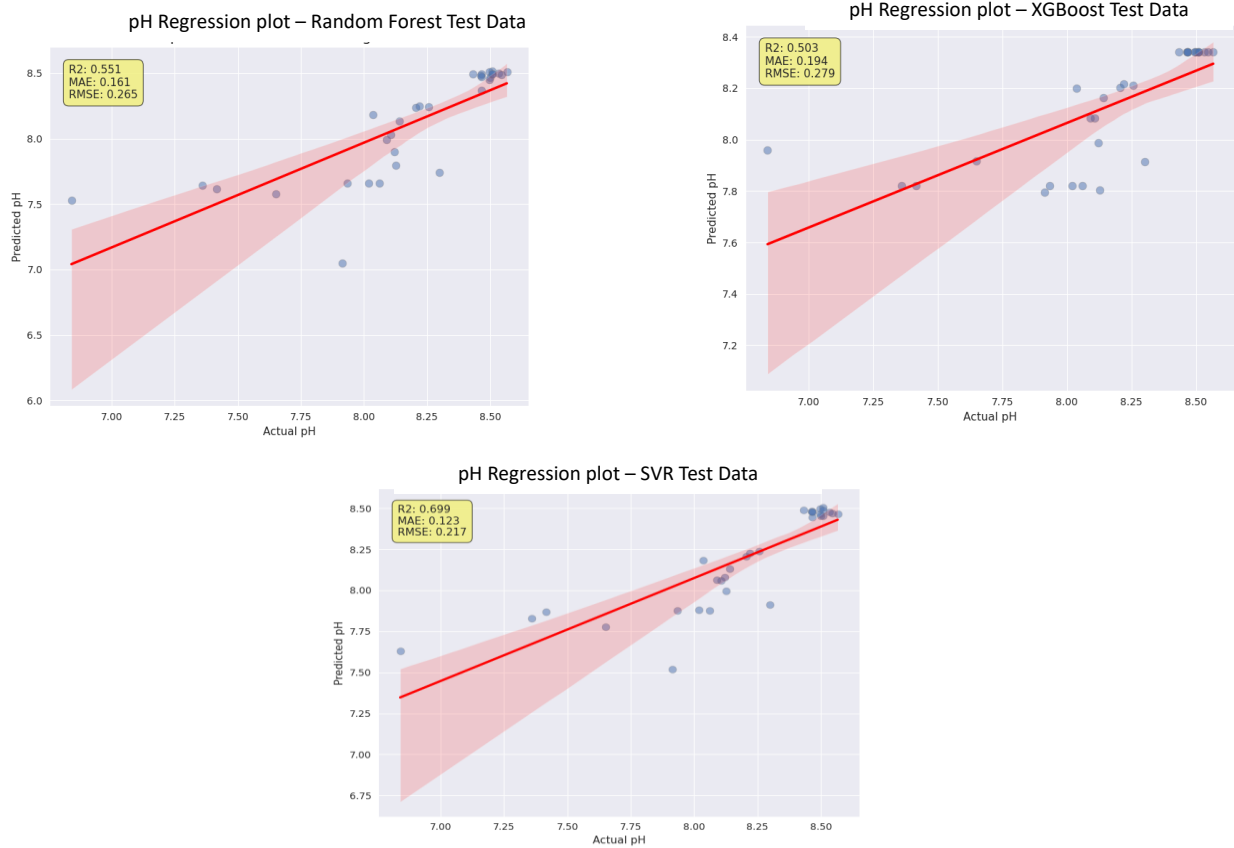 pH Regression plot – Random Forest Test Data
R2: 0.551
MAE: 0.161
RMSE: 0.265
Predicted pH
8.5
8.0
7.5
7.0
6.5
6.0
7.00 7.25 7.50 7.75 8.00 8.25 8.50
Actual pH
pH Regression plot – XGBoost Test Data
R2: 0.503
MAE: 0.194
RMSE: 0.279
Predicted pH
8.4
8.2
8.0
7.8
7.6
7.4
7.2
7.00 7.25 7.50 7.75 8.00 8.25 8.50
Actual pH
pH Regression plot – SVR Test Data
R2: 0.699
MAE: 0.123
RMSE: 0.217
Predicted pH
8.50
8.25
8.00
7.75
7.50
7.25
7.00
6.75
7.00 7.25 7.50 7.75 8.00 8.25 8.50
Actual pH